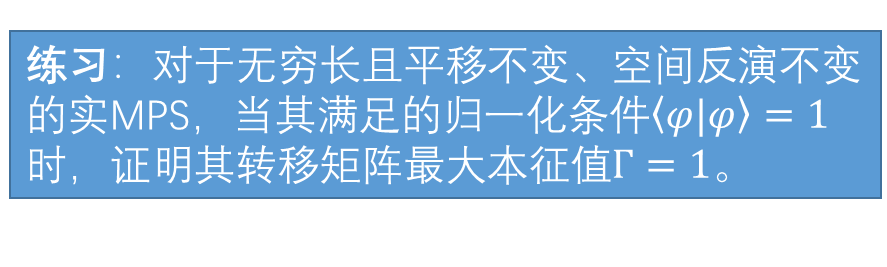 练习：对于无穷长且平移不变、空间反演不变
的实MPS，当其满足的归一化条件⟨𝜑|𝜑⟩ = 1
时，证明其转移矩阵最大本征值Γ = 1。